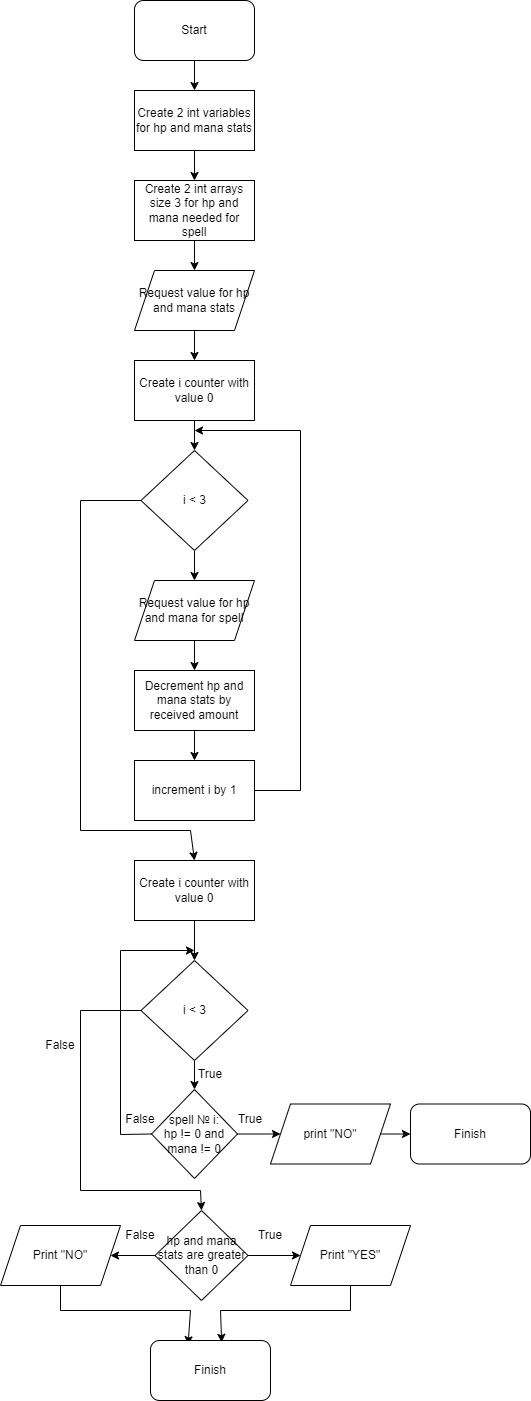 Start
Create 2 int variables
for hp and mana stats
Create 2 int arrays
size 3 for hp and
mana needed for
spell
Request value for hp
and mana stats
Create i counter with
value 0
i < 3
Request value for hp
and mana for spell
Decrement hp and
mana stats by
received amount
increment i by 1
Create i counter with
value 0
i < 3
False
True
spell № i:
hp != 0 and
mana != 0
False
True
print "NO"
Finish
hp and mana
stats are greater
than 0
False
True
Print "NO"
Print "YES"
Finish